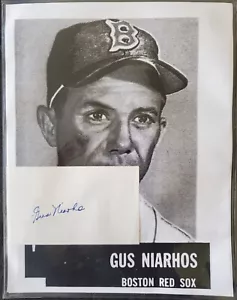 B
Gus Niarhos
GUS NIARHOS
BOSTON RED SOX